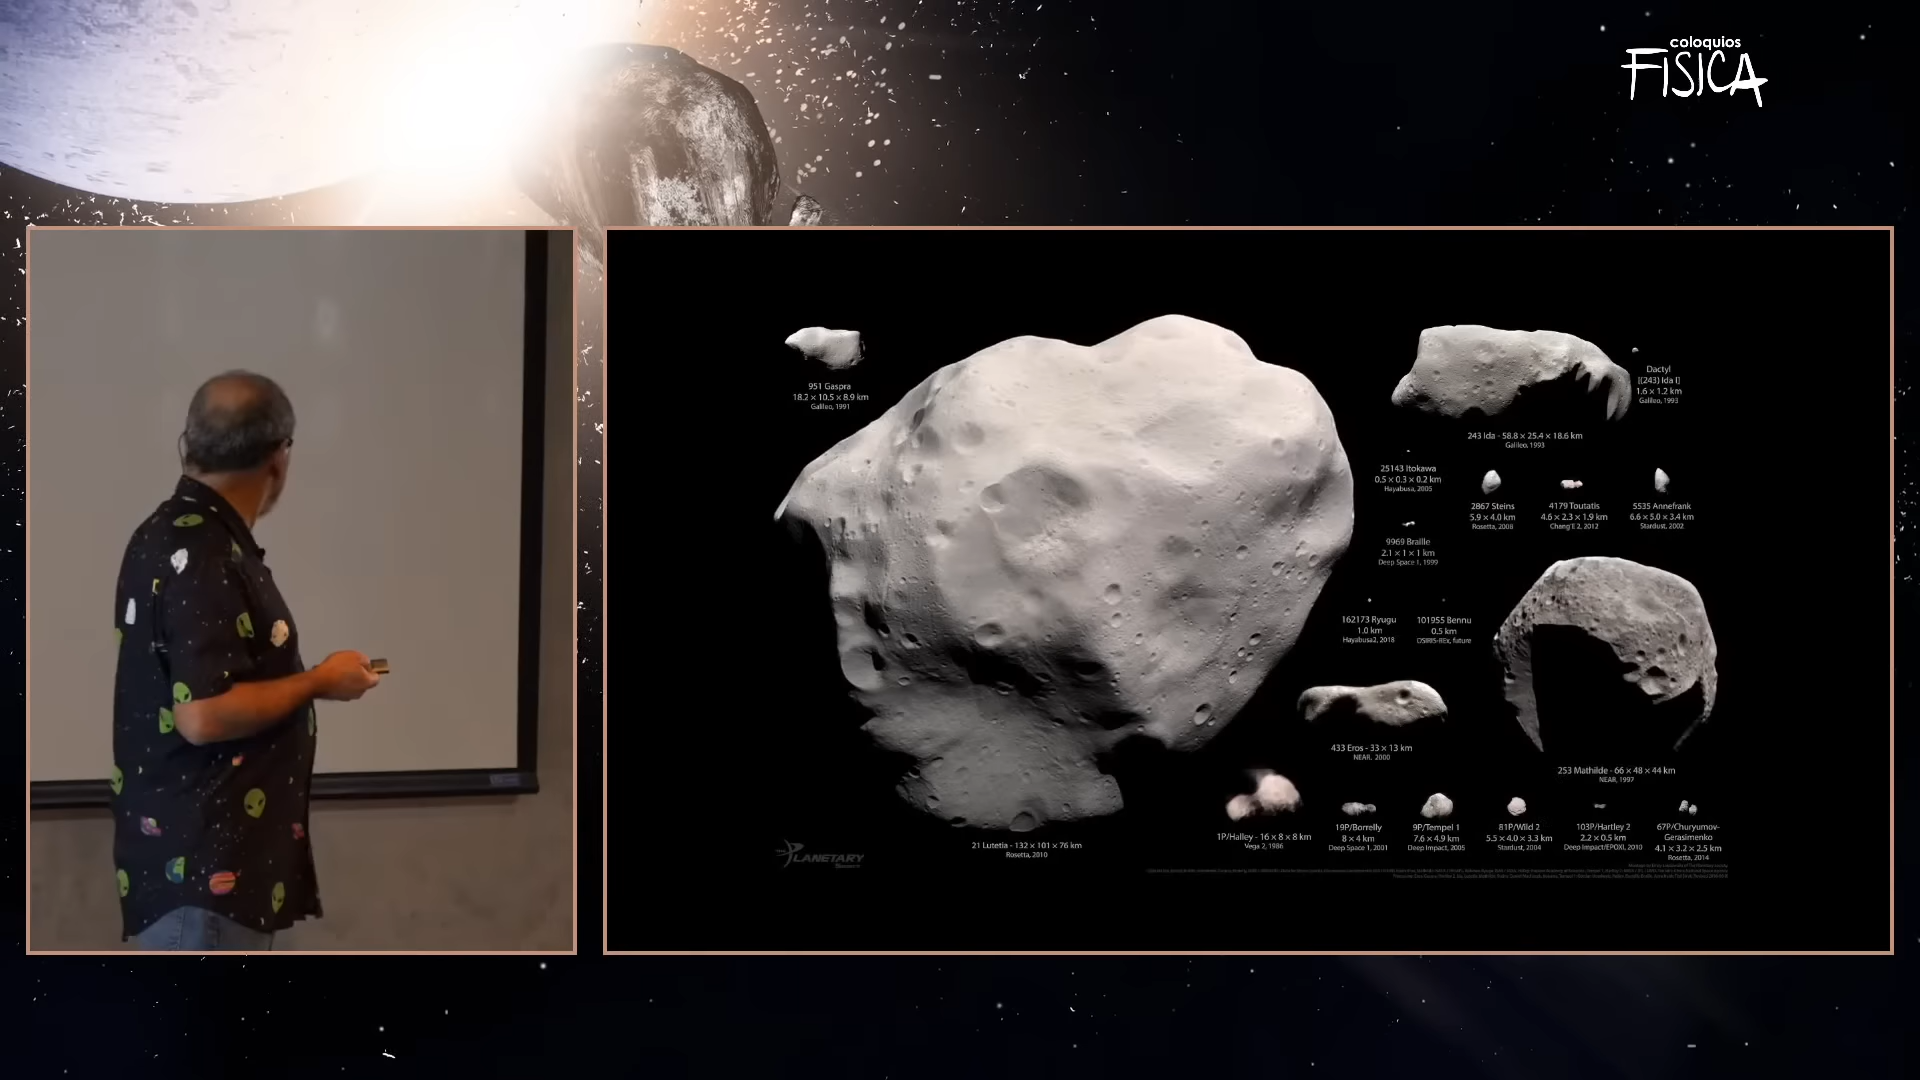 coloquios
FISICA
951 Gaspra
18.2 × 10.5 × 8.9 km
Galileo, 1991
Dactyl
[(243) Ida I]
1.6 × 1.2 km
Galileo, 1993
243 Ida - 58.8 × 25.4 × 18.6 km
Galileo, 1993
25143 Itokawa
0.5 × 0.3 × 0.2 km
Hayabusa, 2005
2867 Steins
5.9 × 4.0 km
Rosetta, 2008
4179 Toutatis
4.6 × 2.3 × 1.9 km
Chang'E 2, 2012
5535 Annefrank
6.6 × 5.0 × 3.4 km
Stardust, 2002
9969 Braille
2.1 × 1 × 1 km
Deep Space 1, 1999
162173 Ryugu
1.0 km
Hayabusa2, 2018
101955 Bennu
0.5 km
OSIRIS-REx, future
433 Eros - 33 × 13 km
NEAR, 2000
253 Mathilde - 66 × 48 × 44 km
NEAR, 1997
21 Lutetia - 132 × 101 × 76 km
Rosetta, 2010
1P/Halley - 16 × 8 × 8 km
Vega 2, 1986
19P/Borrelly
8 × 4 km
Deep Space 1, 2001
9P/Tempel 1
7.6 × 4.9 km
Deep Impact, 2005
81P/Wild 2
5.5 × 4.0 × 3.3 km
Stardust, 2004
103P/Hartley 2
2.2 × 0.5 km
Deep Impact/EPOXI, 2010
67P/Churyumov-
Gerasimenko
4.1 × 3.2 × 2.5 km
Rosetta, 2014
THE PLANETARY
SOCIETY